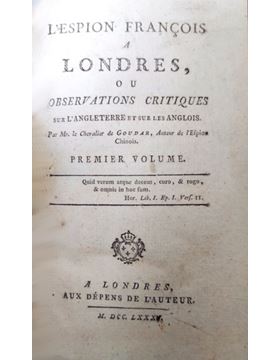 L'ESPION FRANÇOIS
A
LONDRES,
OU
OBSERVATIONS CRITIQUES
SUR L'ANGLETERRE ET SUR LES ANGLOIS.
Par Mr. le Chevalier de GOUDAR, Auteur de l'Espion
Chinois.
PREMIER VOLUME.
Quid verum atque decens, curo, & rogo,
& omnis in hoc sum.
Hor. Lib. I. Ep. I. Vers. 11.
A LONDRES,
AUX DÉPENS DE L'AUTEUR.
M. DCC.